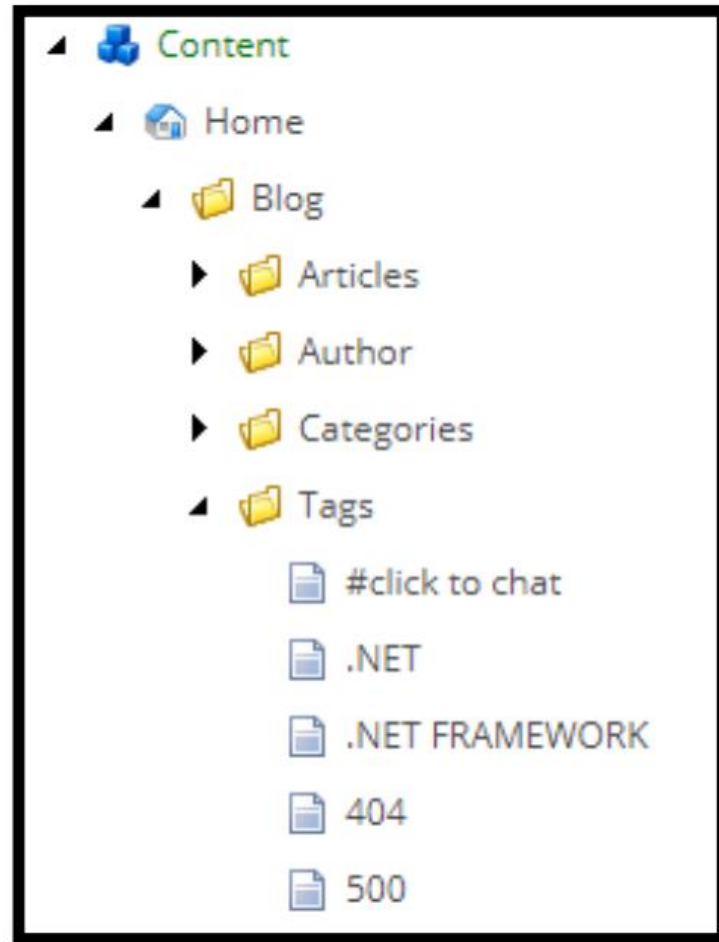 Content
Home
Blog
Articles
Author
Categories
Tags
#click to chat
.NET
.NET FRAMEWORK
404
500